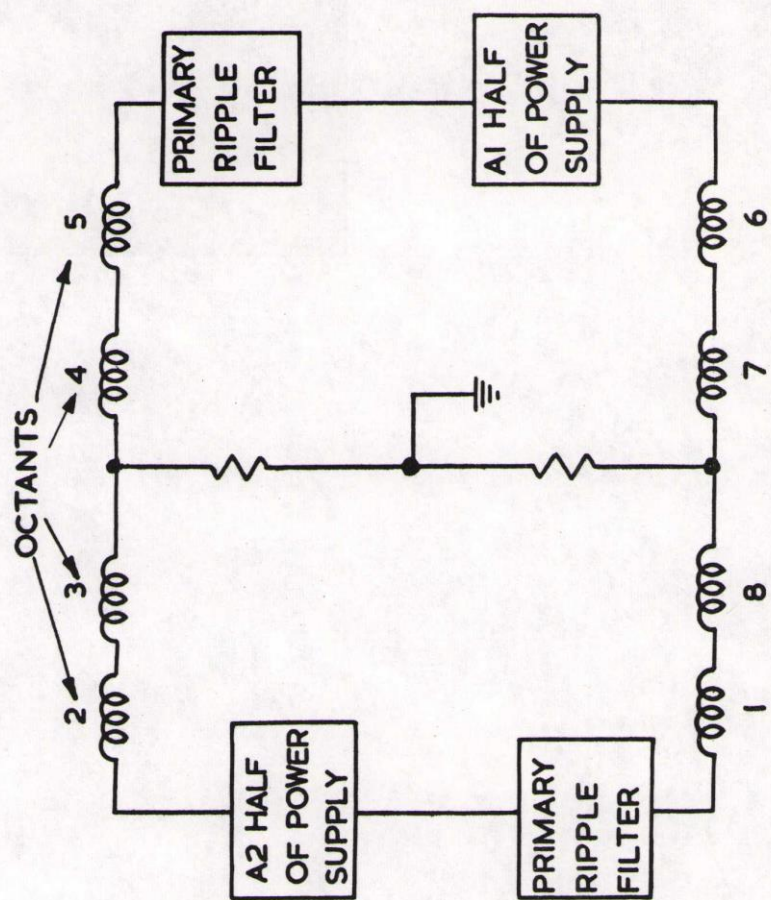 OCTANTS
2 3 4 5
PRIMARY
RIPPLE
FILTER
A2 HALF
OF POWER
SUPPLY
A1 HALF
OF POWER
SUPPLY
PRIMARY
RIPPLE
FILTER
1 8 7 6